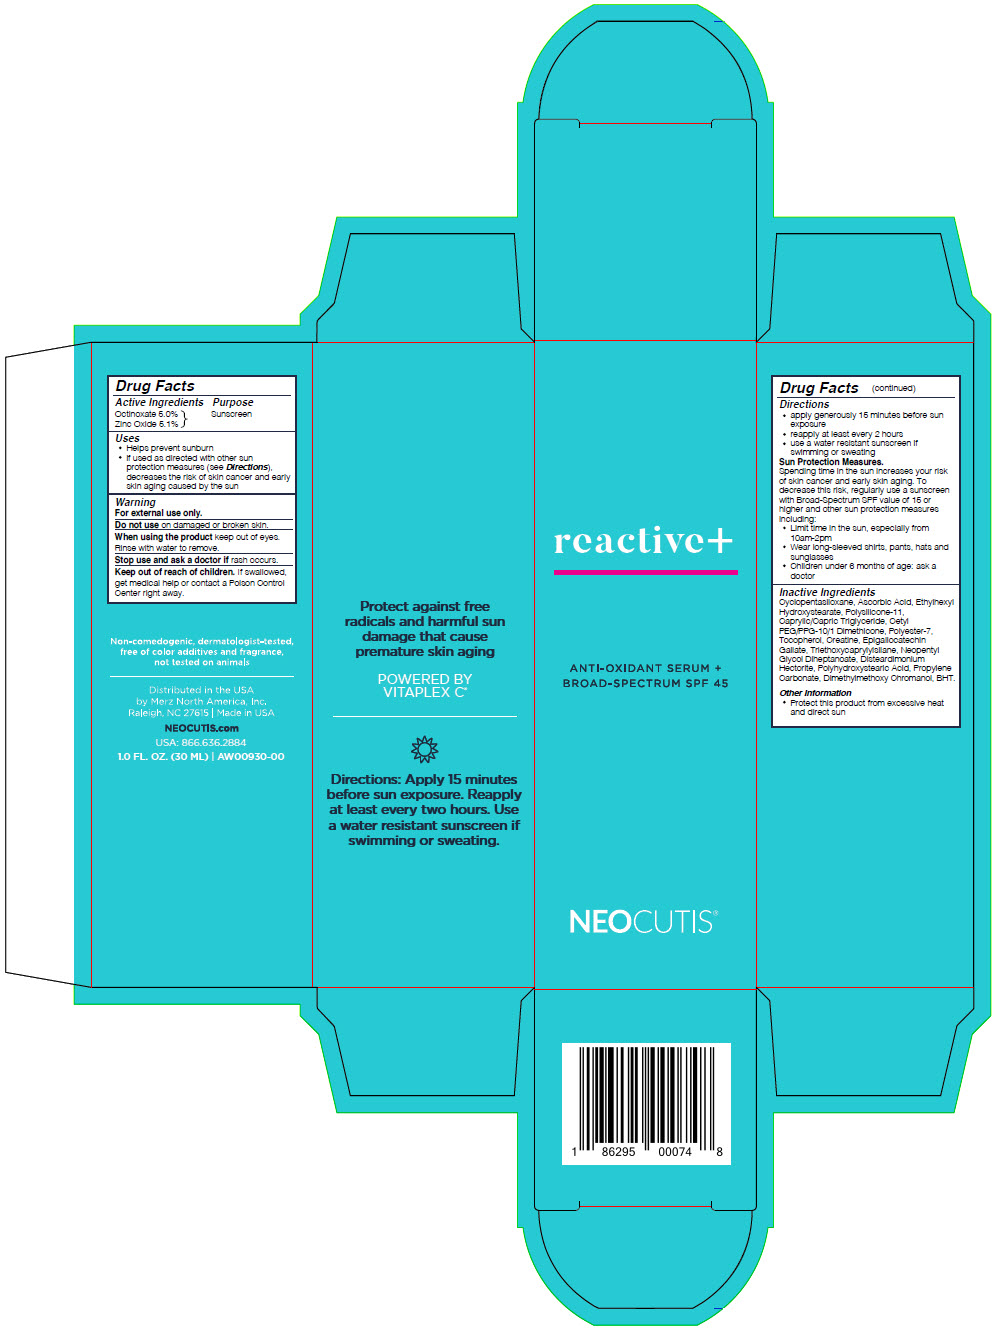 Drug Facts
Active Ingredients Purpose
Octinoxate 5.0% } Sunscreen
Zinc Oxide 5.1%
Uses
• Helps prevent sunburn
• if used as directed with other sun
protection measures (see Directions),
decreases the risk of skin cancer and early
skin aging caused by the sun
Warning
For external use only.
Do not use on damaged or broken skin.
When using the product keep out of eyes.
Rinse with water to remove.
Stop use and ask a doctor if rash occurs.
Keep out of reach of children. If swallowed,
get medical help or contact a Poison Control
Center right away.
Non-comedogenic, dermatologist-tested,
free of color additives and fragrance,
not tested on animals
Distributed in the USA
by Merz North America, Inc.
Raleigh, NC 27615 | Made in USA
NEOCUTIS.com
USA: 866.636.2884
1.0 FL. OZ. (30 ML) | AW00930-00
Protect against free
radicals and harmful sun
damage that cause
premature skin aging
POWERED BY
VITAPLEX C®
Directions: Apply 15 minutes
before sun exposure. Reapply
at least every two hours. Use
a water resistant sunscreen if
swimming or sweating.
reactive+
ANTI-OXIDANT SERUM +
BROAD-SPECTRUM SPF 45
NEOCUTIS®
1 86295 00074 8
Drug Facts (continued)
Directions
• apply generously 15 minutes before sun
exposure
• reapply at least every 2 hours
• use a water resistant sunscreen if
swimming or sweating
Sun Protection Measures.
Spending time in the sun increases your risk
of skin cancer and early skin aging. To
decrease this risk, regularly use a sunscreen
with Broad-Spectrum SPF value of 15 or
higher and other sun protection measures
including:
• Limit time in the sun, especially from
10am-2pm
• Wear long-sleeved shirts, pants, hats and
sunglasses
• Children under 6 months of age: ask a
doctor
Inactive Ingredients
Cyclopentasiloxane, Ascorbic Acid, Ethylhexyl
Hydroxystearate, Polysilicone-11,
Caprylic/Capric Triglyceride, Cetyl
PEG/PPG-10/1 Dimethicone, Polyester-7,
Tocopherol, Creatine, Epigallocatechin
Gallate, Triethoxycaprylylsilane, Neopentyl
Glycol Diheptanoate, Disteardimonium
Hectorite, Polyhydroxystearic Acid, Propylene
Carbonate, Dimethylmethoxy Chromanol, BHT.
Other Information
• Protect this product from excessive heat
and direct sun